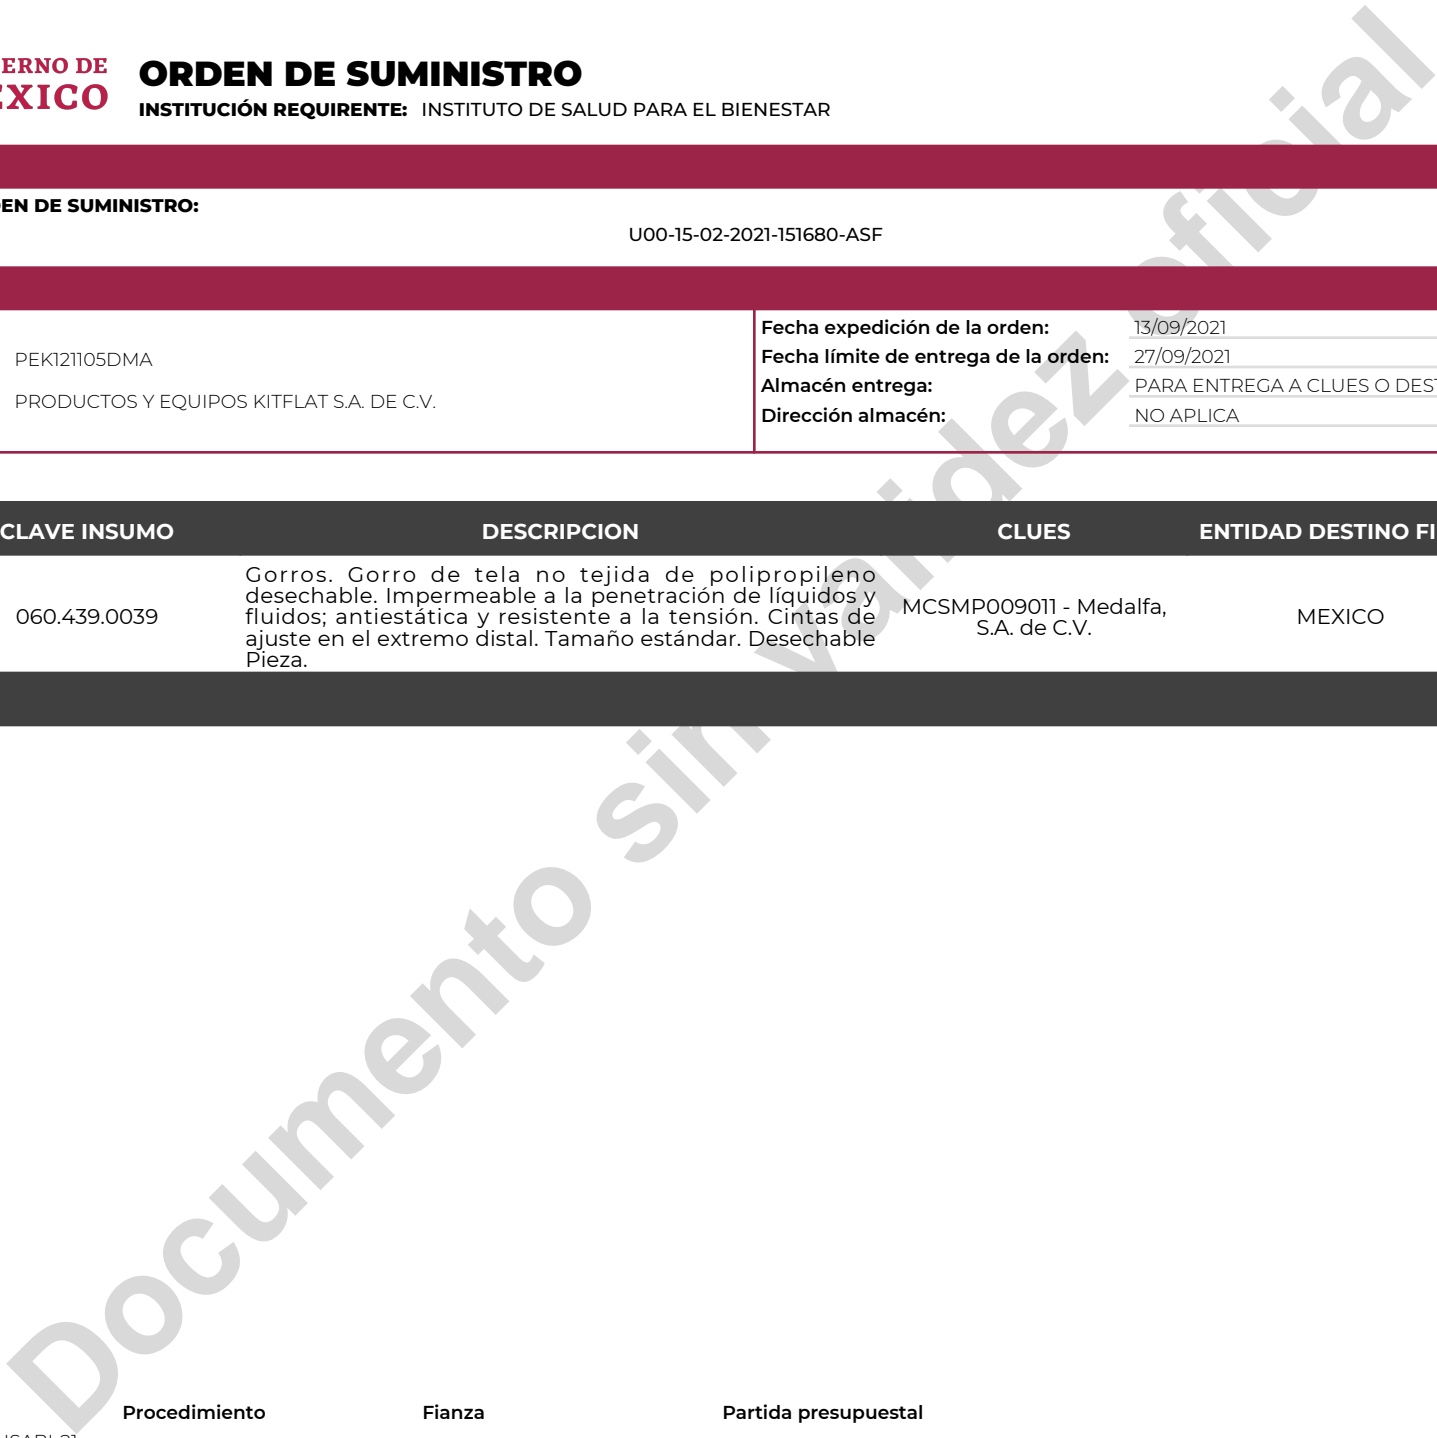 ERNO DE
EXICO
ORDEN DE SUMINISTRO
INSTITUCIÓN REQUIRENTE: INSTITUTO DE SALUD PARA EL BIENESTAR
EN DE SUMINISTRO:
U00-15-02-2021-151680-ASF
PEK121105DMA
PRODUCTOS Y EQUIPOS KITFLAT S.A. DE C.V.
Fecha expedición de la orden: 13/09/2021
Fecha límite de entrega de la orden: 27/09/2021
Almacén entrega: PARA ENTREGA A CLUES O DEST
Dirección almacén: NO APLICA
CLAVE INSUMO DESCRIPCION CLUES ENTIDAD DESTINO FI
060.439.0039
Gorros. Gorro de tela no tejida de polipropileno
desechable. Impermeable a la penetración de líquidos y
fluidos; antiestática y resistente a la tensión. Cintas de
ajuste en el extremo distal. Tamaño estándar. Desechable
Pieza.
MCSMP009011 - Medalfa,
S.A. de C.V.
MEXICO
Documento sin validez oficial
Procedimiento Fianza Partida presupuestal